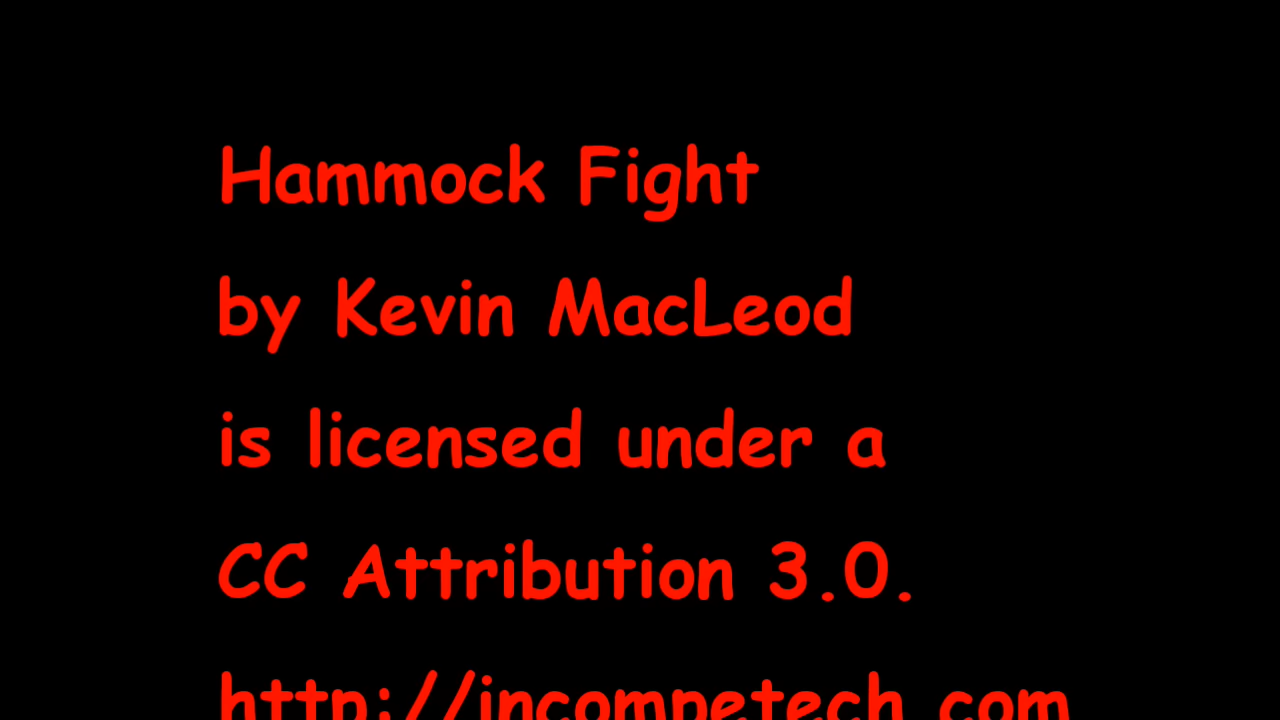 Hammock Fight
by Kevin MacLeod
is licensed under a
CC Attribution 3.0.
http://incompetech.com